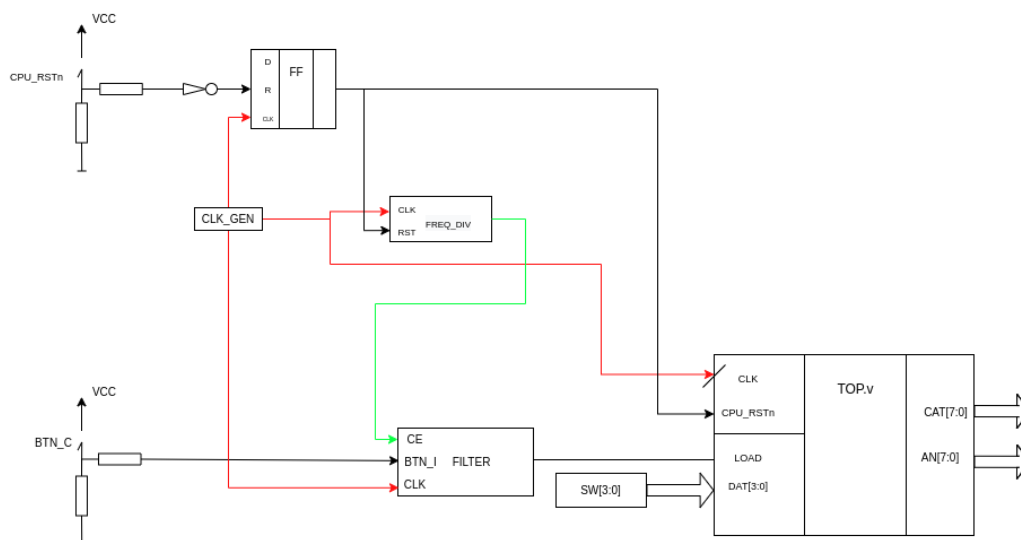 VCC
CPU_RSTn
D
FF
R
CLK
CLK_GEN
CLK
FREQ_DIV
RST
VCC
BTN_C
CE
BTN_I FILTER
CLK
SW[3:0]
CLK
TOP.v
CPU_RSTn
CAT[7:0]
LOAD
AN[7:0]
DAT[3:0]